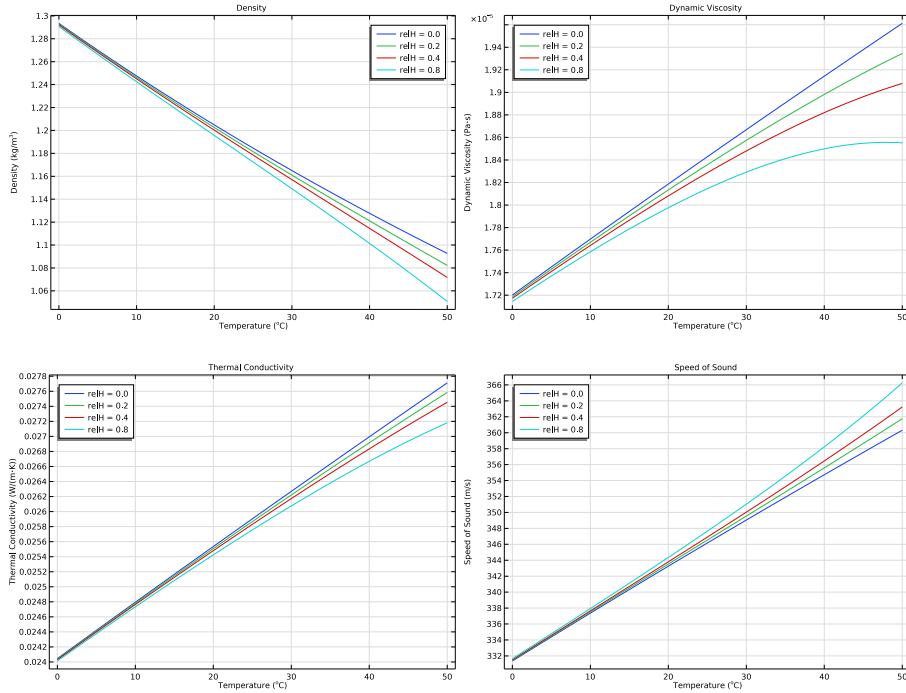 Density
1.3
1.28
1.26
1.24
1.22
1.2
1.18
1.16
1.14
1.12
1.1
1.08
1.06
Density (kg/m³)
relH = 0.0
relH = 0.2
relH = 0.4
relH = 0.8
0 10 20 30 40 50
Temperature (°C)
Dynamic Viscosity
×10⁻⁵
1.94
1.92
1.9
1.88
1.86
1.84
1.82
1.8
1.78
1.76
1.74
1.72
Dynamic Viscosity (Pa·s)
relH = 0.0
relH = 0.2
relH = 0.4
relH = 0.8
0 10 20 30 40 50
Temperature (°C)
Thermal Conductivity
0.0278
0.0276
0.0274
0.0272
0.027
0.0268
0.0266
0.0264
0.0262
0.026
0.0258
0.0256
0.0254
0.0252
0.025
0.0248
0.0246
0.0244
0.0242
0.024
Thermal Conductivity (W/(m·K))
relH = 0.0
relH = 0.2
relH = 0.4
relH = 0.8
0 10 20 30 40 50
Temperature (°C)
Speed of Sound
366
364
362
360
358
356
354
352
350
348
346
344
342
340
338
336
334
332
Speed of Sound (m/s)
relH = 0.0
relH = 0.2
relH = 0.4
relH = 0.8
0 10 20 30 40 50
Temperature (°C)